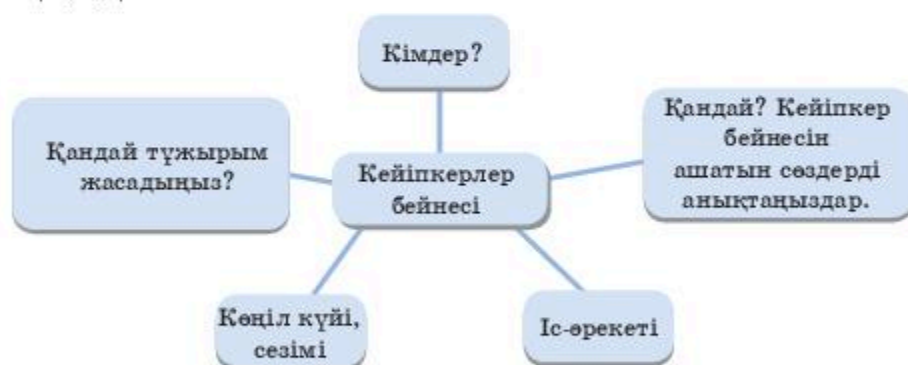 Кімдер?
Қандай? Кейіпкер
бейнесін
ашатын сөздерді
анықтаңыздар.
Қандай тұжырым
жасадыңыз?
Кейіпкерлер
бейнесі
Көңіл күйі,
сезімі
Іс-әрекеті